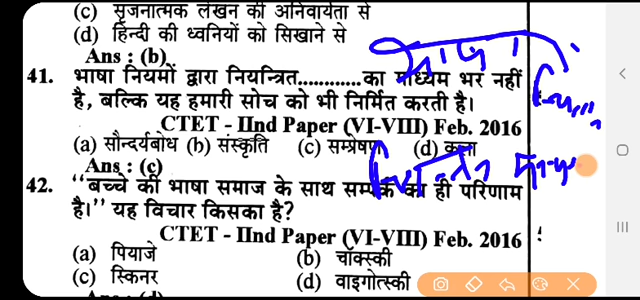 (c) सृजनात्मक लेखन की अनिवार्यता से
(d) हिन्दी की ध्वनियों को सिखाने से
Ans : (b)
41. भाषा नियमों द्वारा नियन्त्रित............का माध्यम भर नहीं
है, बल्कि यह हमारी सोच को भी निर्मित करती है।
CTET - IInd Paper (VI-VIII) Feb. 2016
(a) सौन्दर्यबोध (b) संस्कृति (c) सम्प्रेषण (d) कला
Ans : (c)
42. “बच्चे की भाषा समाज के साथ सम्पर्क का ही परिणाम
है।’’ यह विचार किसका है?
CTET - IInd Paper (VI-VIII) Feb. 2016
(a) पियाजे (b) चॉक्स्की
(c) स्किनर (d) वाइगोत्स्की